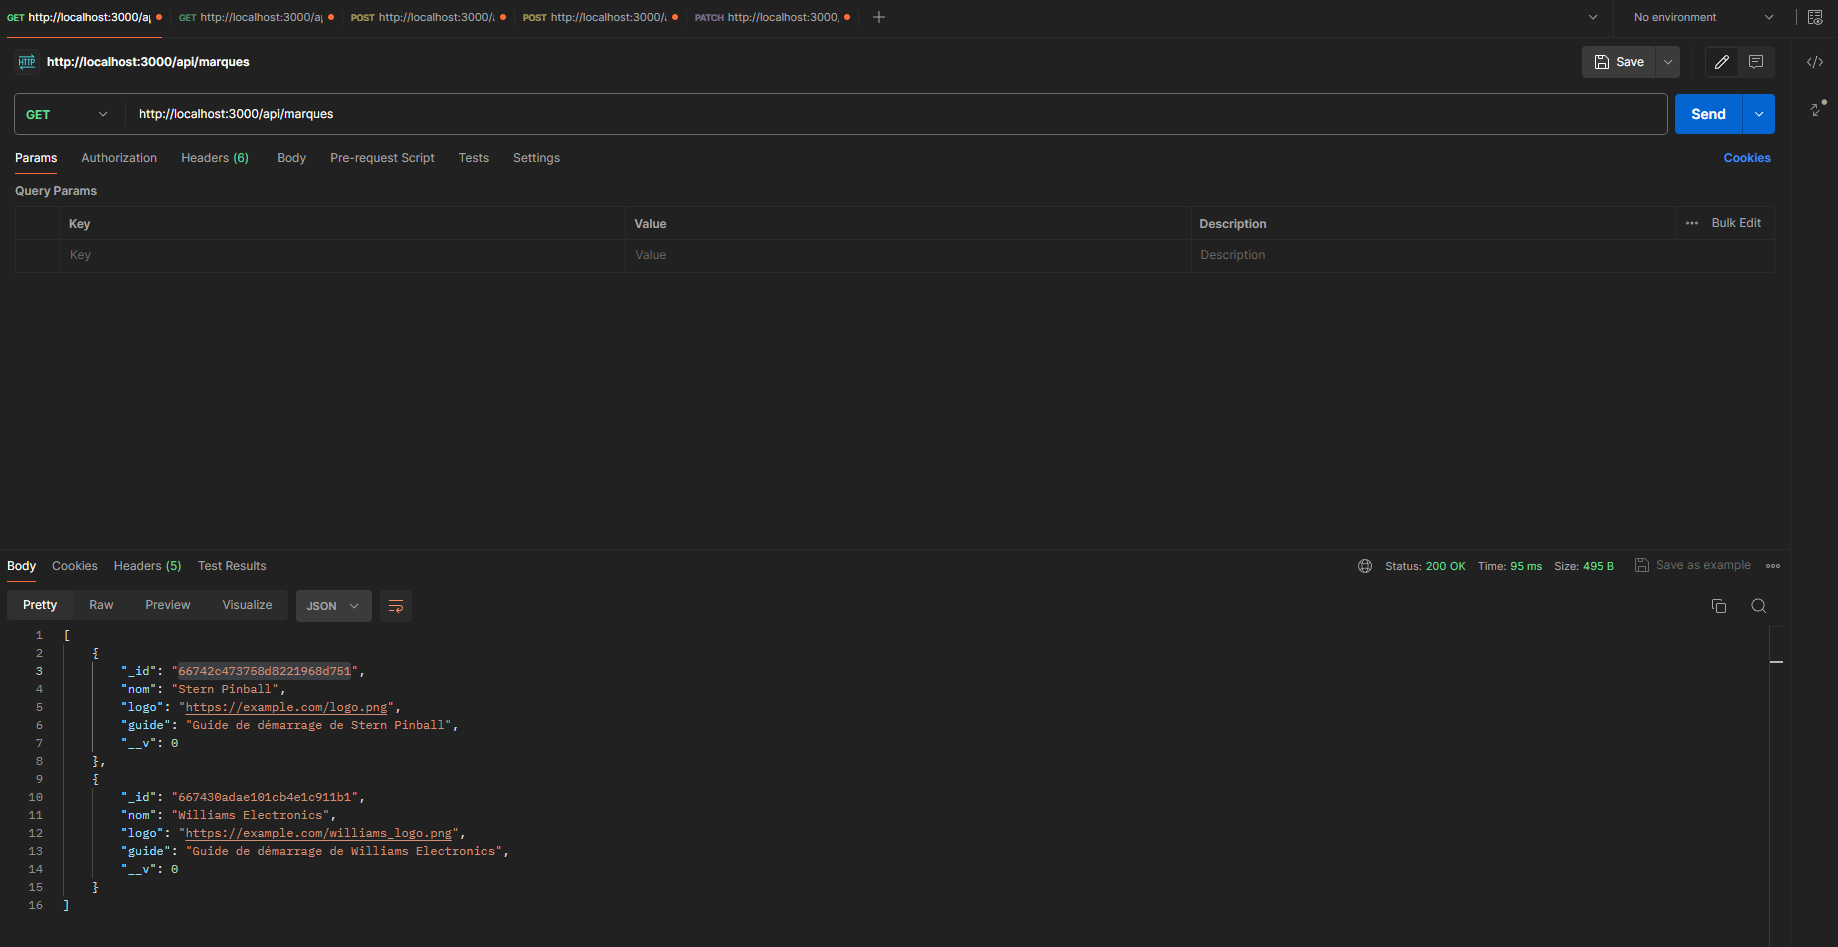 GET http://localhost:3000/ap GET http://localhost:3000/ap POST http://localhost:3000/a POST http://localhost:3000/a PATCH http://localhost:3000, No environment
HTTP http://localhost:3000/api/marques Save
GET http://localhost:3000/api/marques Send
Params Authorization Headers (6) Body Pre-request Script Tests Settings Cookies
Query Params
Key Value Description Bulk Edit
Key Value Description
Body Cookies Headers (5) Test Results Status: 200 OK Time: 95 ms Size: 495 B Save as example
Pretty Raw Preview Visualize JSON
1 [
2 {
3 "_id": "66742c473758d8221968d751",
4 "nom": "Stern Pinball",
5 "logo": "https://example.com/logo.png",
6 "guide": "Guide de démarrage de Stern Pinball",
7 "__v": 0
8 },
9 {
10 "_id": "667430adae101cb4e1c911b1",
11 "nom": "Williams Electronics",
12 "logo": "https://example.com/williams_logo.png",
13 "guide": "Guide de démarrage de Williams Electronics",
14 "__v": 0
15 }
16 ]